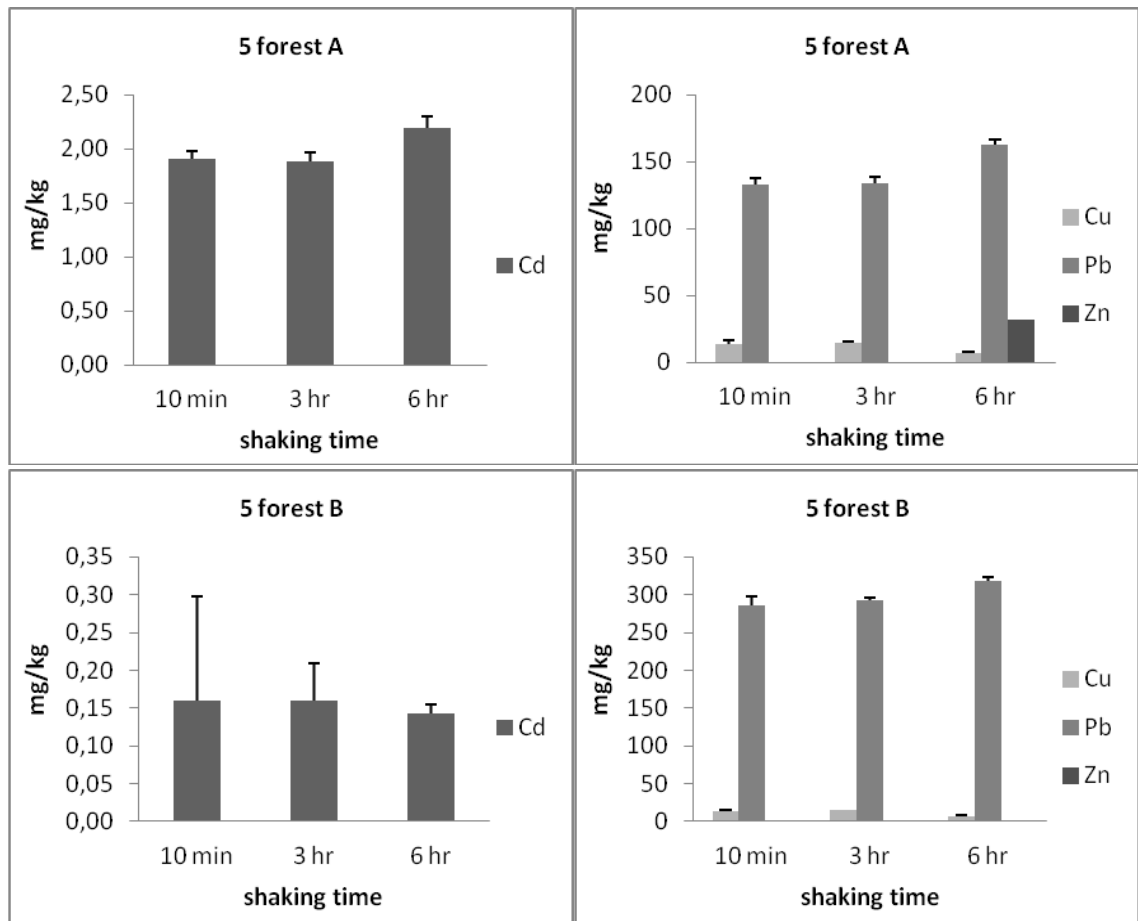 5 forest A
2,50
2,00
1,50
1,00
0,50
0,00
mg/kg
10 min 3 hr 6 hr
shaking time
Cd
5 forest A
200
150
100
50
0
mg/kg
10 min 3 hr 6 hr
shaking time
Cu
Pb
Zn
5 forest B
0,35
0,30
0,25
0,20
0,15
0,10
0,05
0,00
mg/kg
10 min 3 hr 6 hr
shaking time
Cd
5 forest B
350
300
250
200
150
100
50
0
mg/kg
10 min 3 hr 6 hr
shaking time
Cu
Pb
Zn